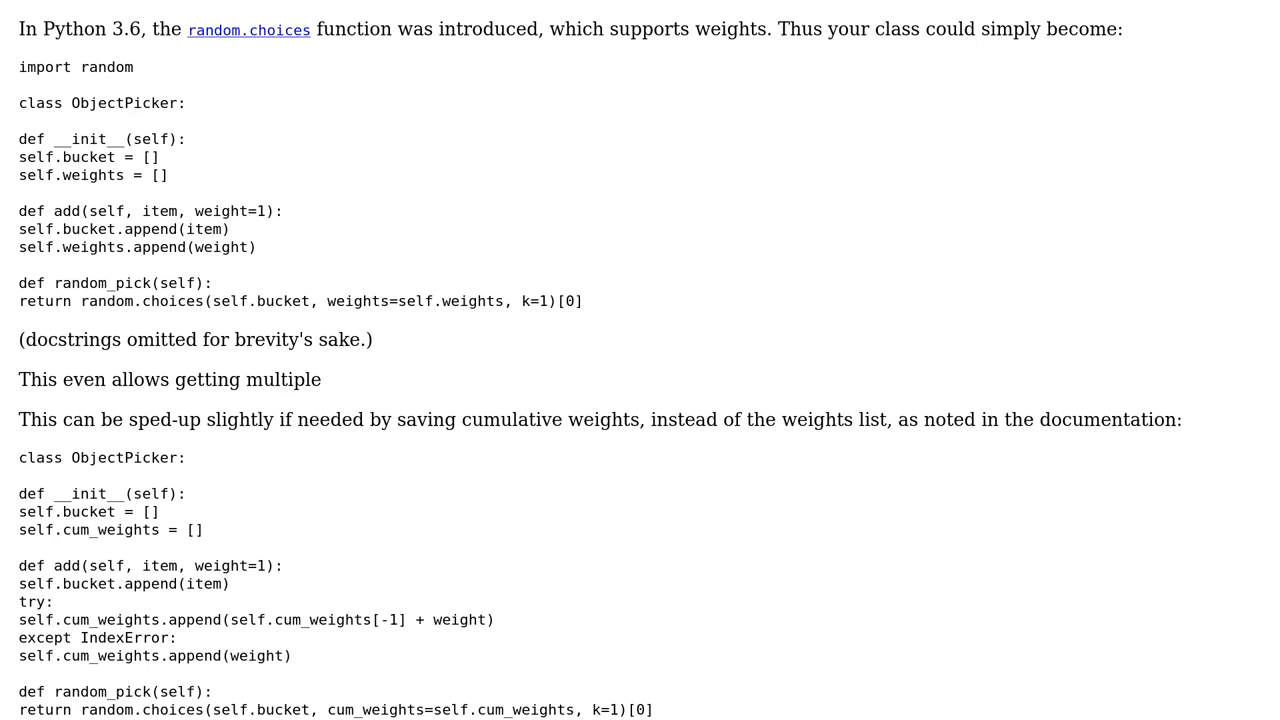 In Python 3.6, the random.choices function was introduced, which supports weights. Thus your class could simply become:
import random
class ObjectPicker:
def __init__(self):
self.bucket = []
self.weights = []
def add(self, item, weight=1):
self.bucket.append(item)
self.weights.append(weight)
def random_pick(self):
return random.choices(self.bucket, weights=self.weights, k=1)[0]
(docstrings omitted for brevity's sake.)
This even allows getting multiple
This can be sped-up slightly if needed by saving cumulative weights, instead of the weights list, as noted in the documentation:
class ObjectPicker:
def __init__(self):
self.bucket = []
self.cum_weights = []
def add(self, item, weight=1):
self.bucket.append(item)
try:
self.cum_weights.append(self.cum_weights[-1] + weight)
except IndexError:
self.cum_weights.append(weight)
def random_pick(self):
return random.choices(self.bucket, cum_weights=self.cum_weights, k=1)[0]